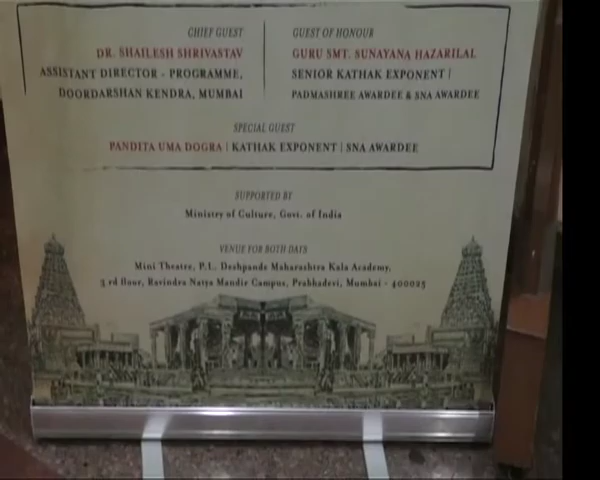 CHIEF GUEST
DR. SHAILESH SHRIVASTAV
ASSISTANT DIRECTOR - PROGRAMME,
DOORDARSHAN KENDRA, MUMBAI
GUEST OF HONOUR
GURU SMT. SUNAYANA HAZARILAL
SENIOR KATHAK EXPONENT |
PADMASHREE AWARDEE & SNA AWARDEE
SPECIAL GUEST
PANDITA UMA DOGRA | KATHAK EXPONENT | SNA AWARDEE
SUPPORTED BY
Ministry of Culture, Govt. of India
VENUE FOR BOTH DAYS
Mini Theatre, P.L. Deshpande Maharashtra Kala Academy,
3 rd floor, Ravindra Natya Mandir Campus, Prabhadevi, Mumbai - 400025